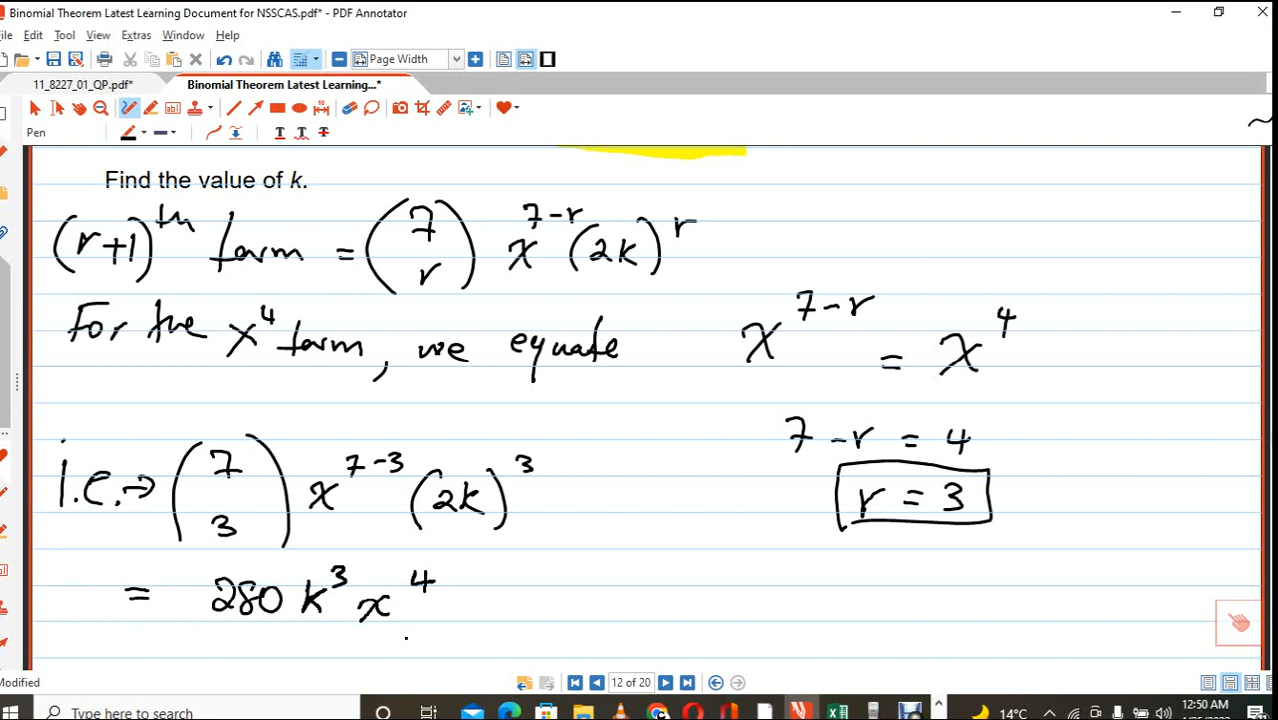 Binomial Theorem Latest Learning Document for NSSCAS.pdf* - PDF Annotator
ile Edit Tool View Extras Window Help
Page Width
11_8227_01_QP.pdf* Binomial Theorem Latest Learning...*
Pen
Find the value of k.
(r+1)^th term = (7 r) x^7-r (2k)^r
For the x^4 term, we equate x^7-r = x^4
7-r = 4
i.e. → (7 3) x^7-3 (2k)^3 r = 3
= 280 k^3 x^4
Modified 12 of 20
Type here to search 14°C 12:50 AM